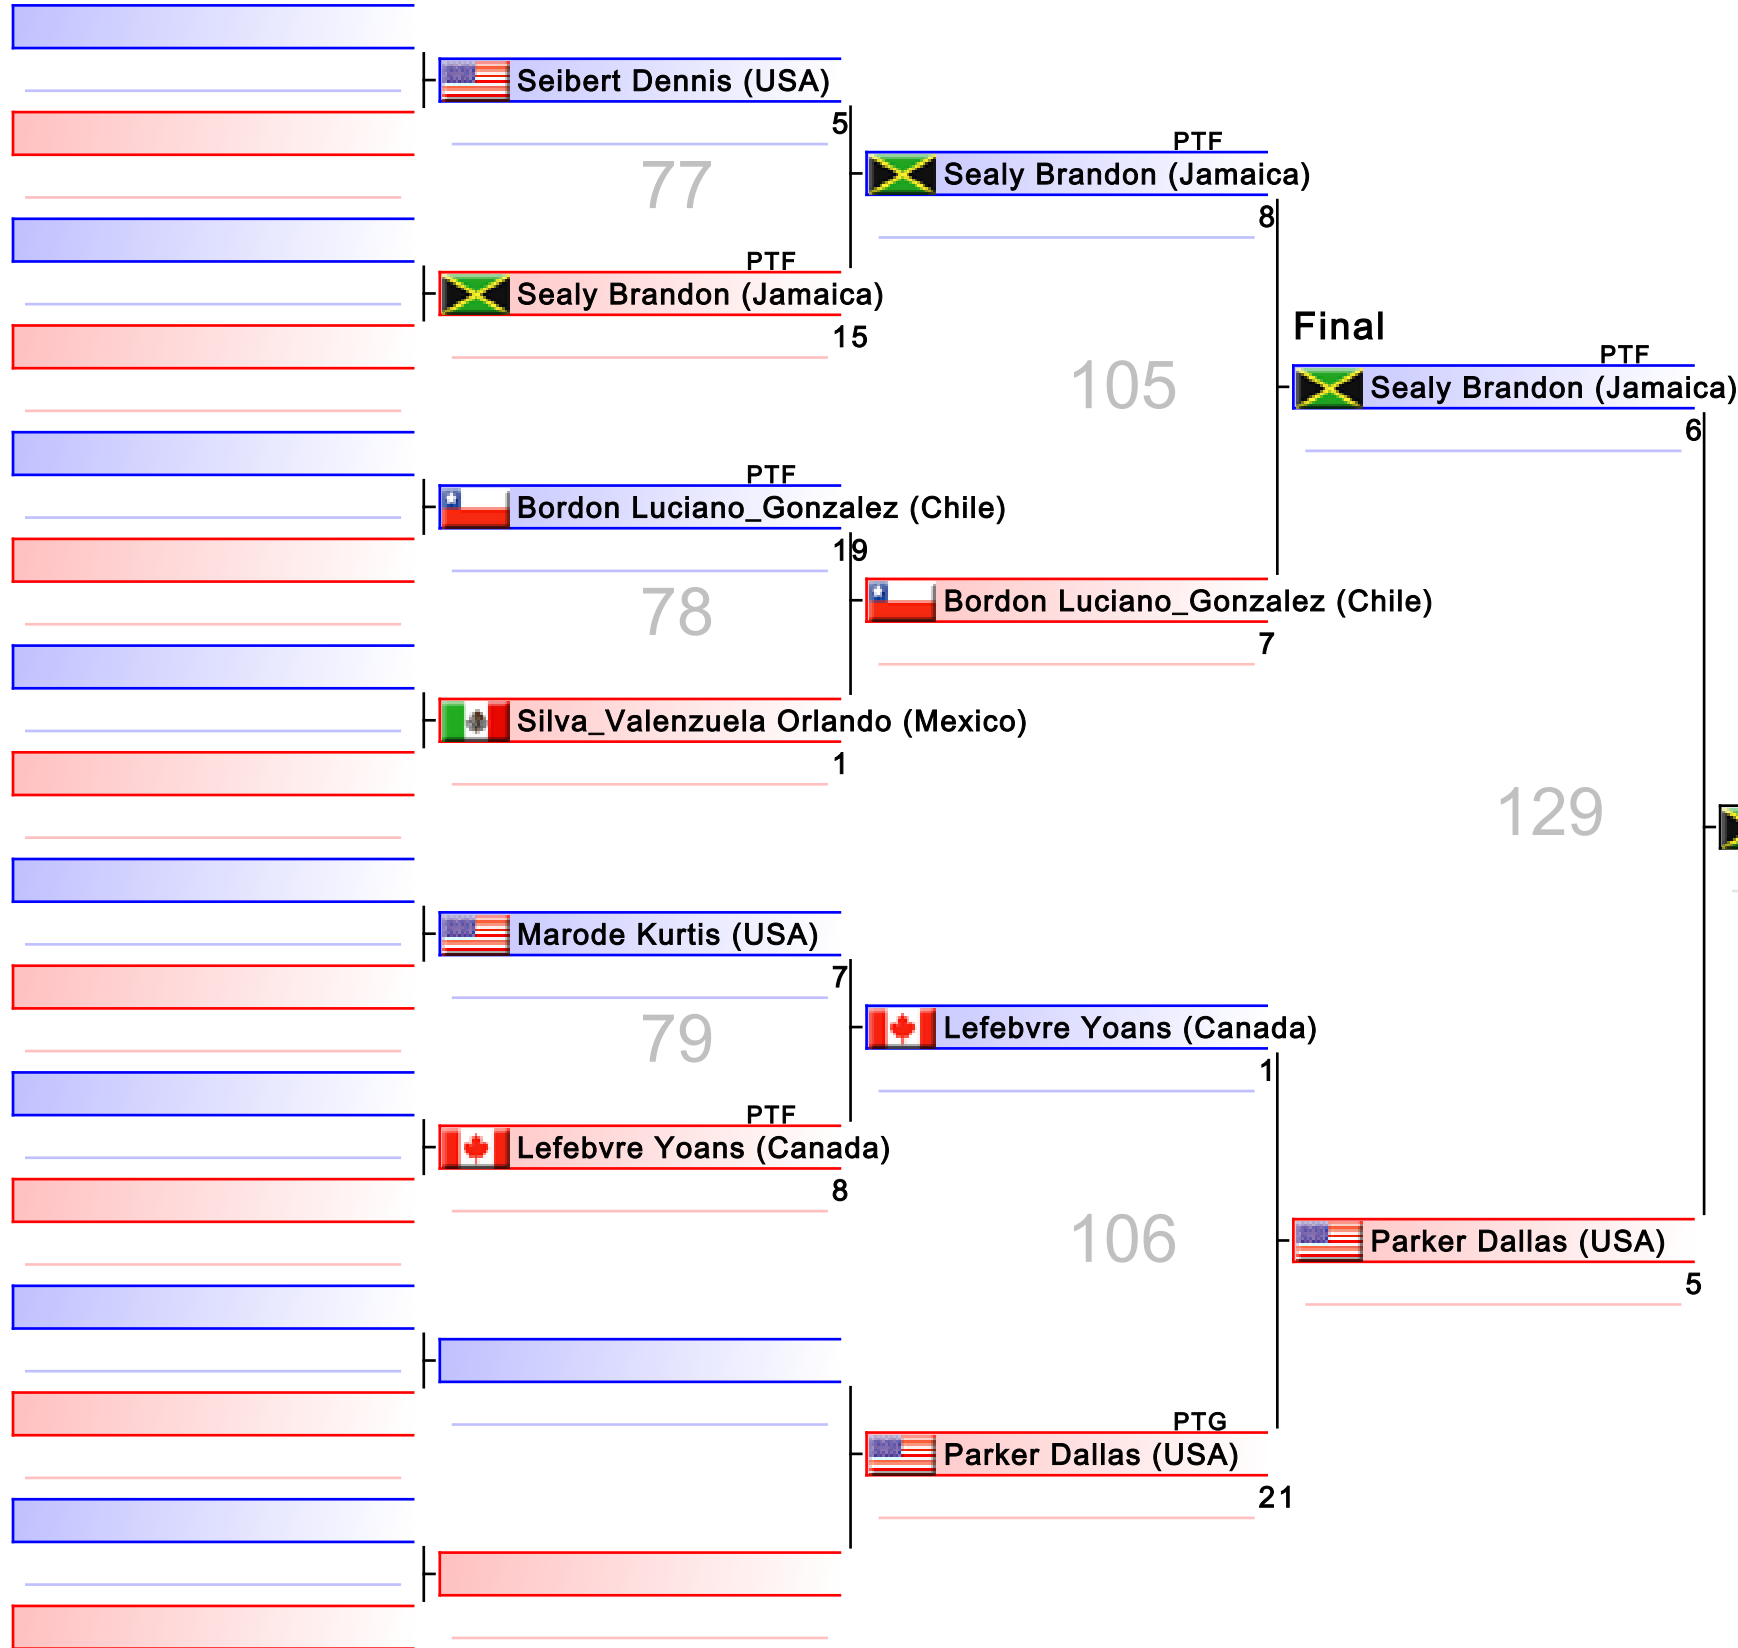 Seibert Dennis (USA)
5
77
PTF
Sealy Brandon (Jamaica)
15
PTF
Sealy Brandon (Jamaica)
8
105
PTF
Bordon Luciano_Gonzalez (Chile)
19
78
Silva_Valenzuela Orlando (Mexico)
1
Bordon Luciano_Gonzalez (Chile)
7
Final
PTF
Sealy Brandon (Jamaica)
6
129
Marode Kurtis (USA)
7
79
PTF
Lefebvre Yoans (Canada)
8
Lefebvre Yoans (Canada)
1
106
PTG
Parker Dallas (USA)
21
Parker Dallas (USA)
5